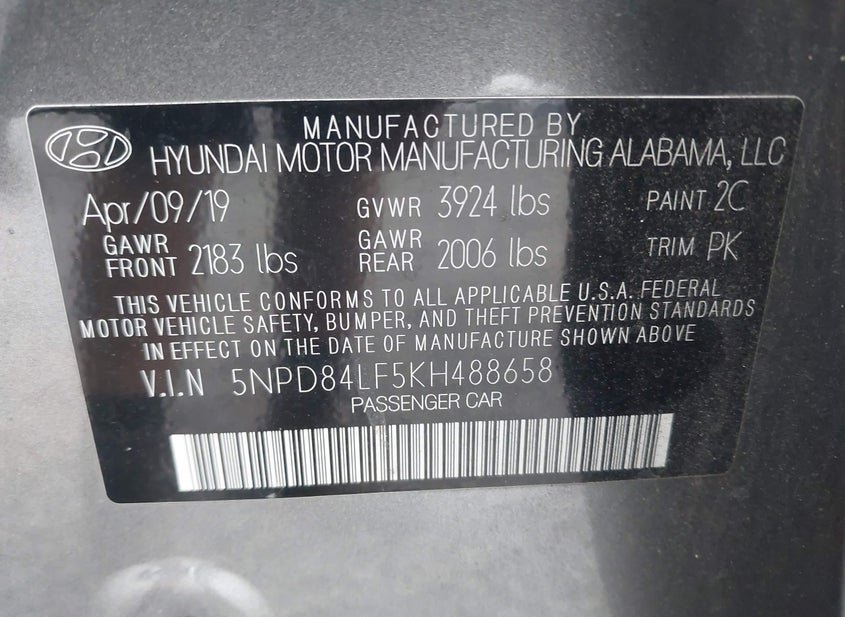 MANUFACTURED BY
HYUNDAI MOTOR MANUFACTURING ALABAMA, LLC
Apr/09/19 GVWR 3924 lbs PAINT 2C
GAWR FRONT 2183 lbs GAWR REAR 2006 lbs TRIM PK
THIS VEHICLE CONFORMS TO ALL APPLICABLE U.S.A. FEDERAL
MOTOR VEHICLE SAFETY, BUMPER, AND THEFT PREVENTION STANDARDS
IN EFFECT ON THE DATE OF MANUFACTURE SHOWN ABOVE
V.I.N 5NPD84LF5KH488658
PASSENGER CAR